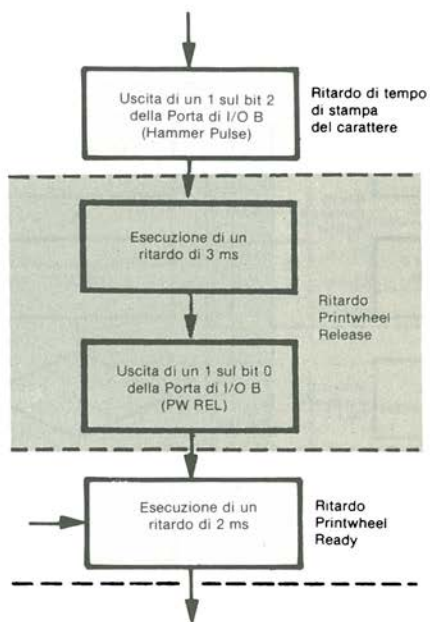 Uscita di un 1 sul bit 2
della Porta di I/O B
(Hammer Pulse)
Ritardo di tempo
di stampa
del carattere
Esecuzione di un
ritardo di 3 ms
Ritardo
Printwheel
Release
Uscita di un 1 sul bit 0
della Porta di I/O B
(PW REL)
Esecuzione di un
ritardo di 2 ms
Ritardo
Printwheel
Ready